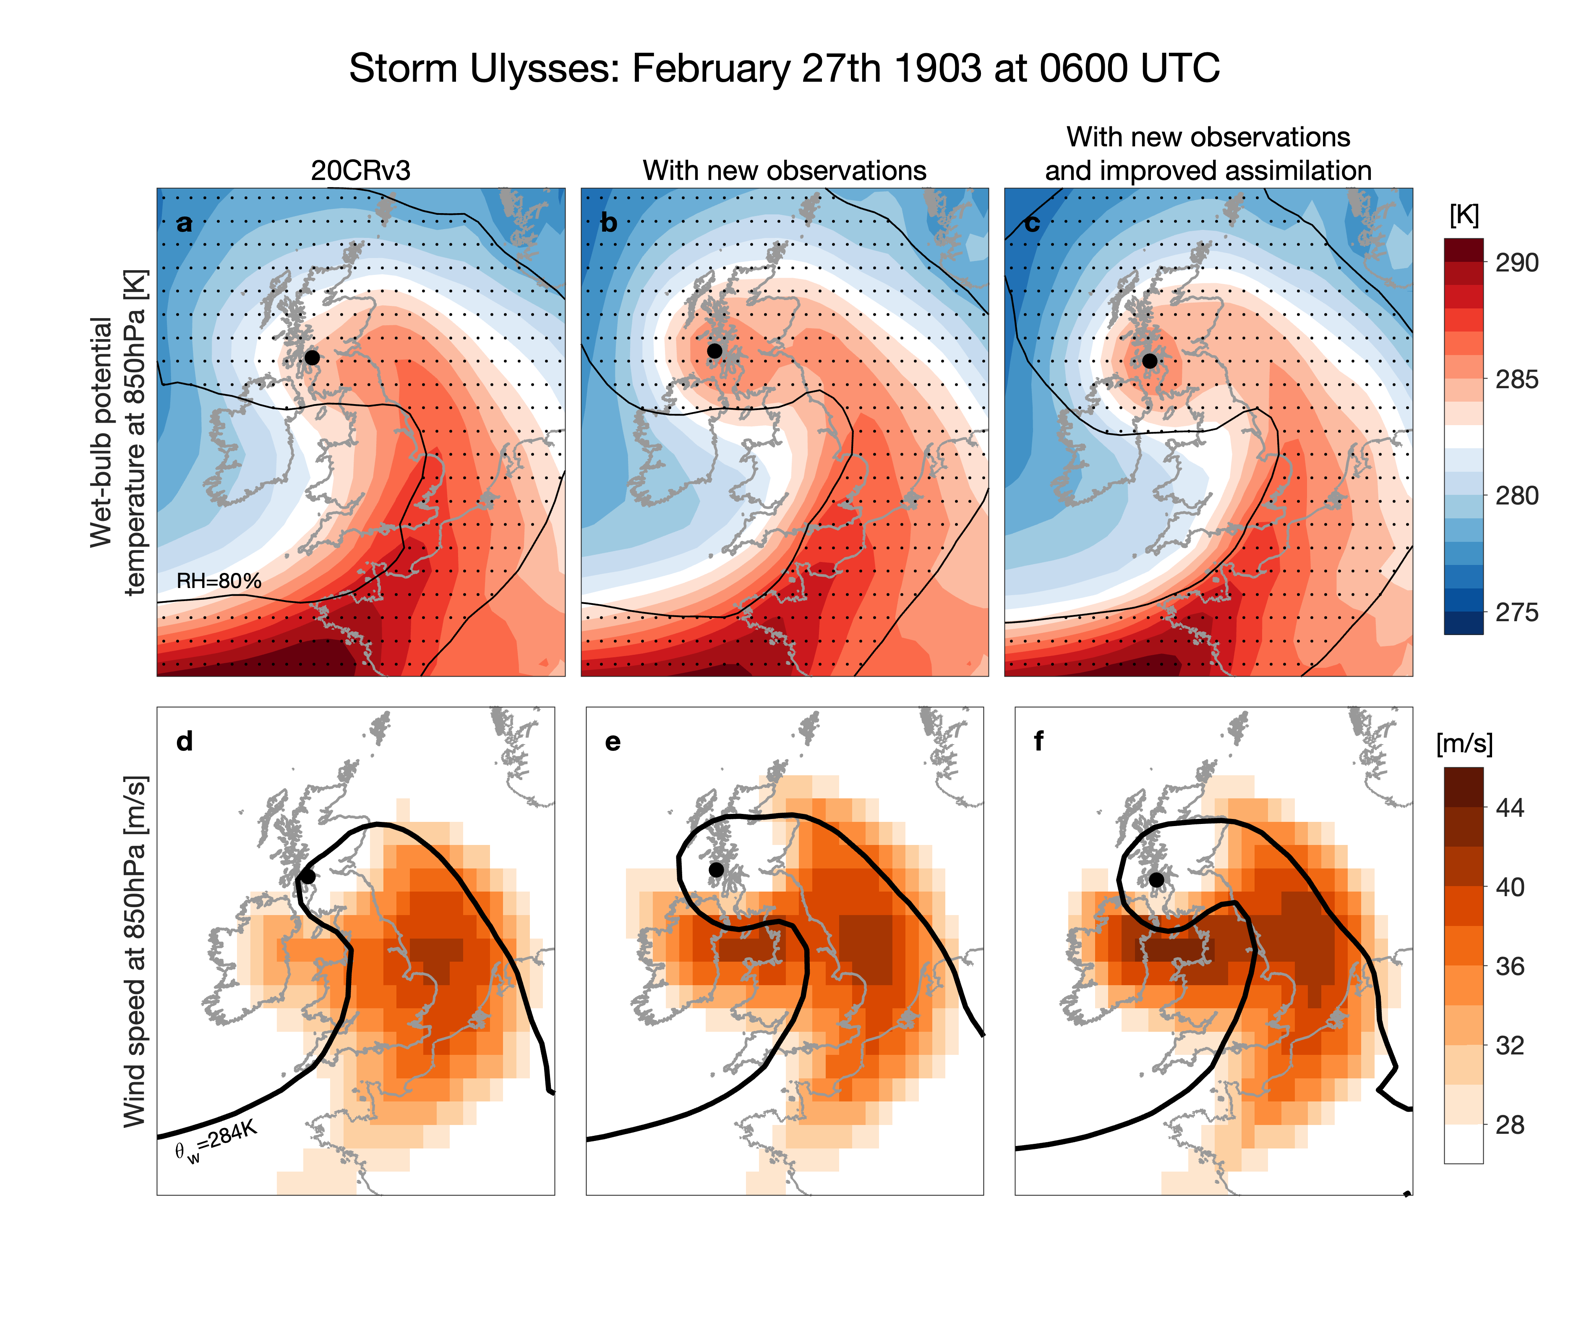 Storm Ulysses: February 27th 1903 at 0600 UTC
20CRv3
With new observations
With new observations
and improved assimilation
Wet-bulb potential
temperature at 850hPa [K]
a
b
c
RH=80%
[K]
290
285
280
275
Wind speed at 850hPa [m/s]
d
e
f
θw=284K
[m/s]
44
40
36
32
28